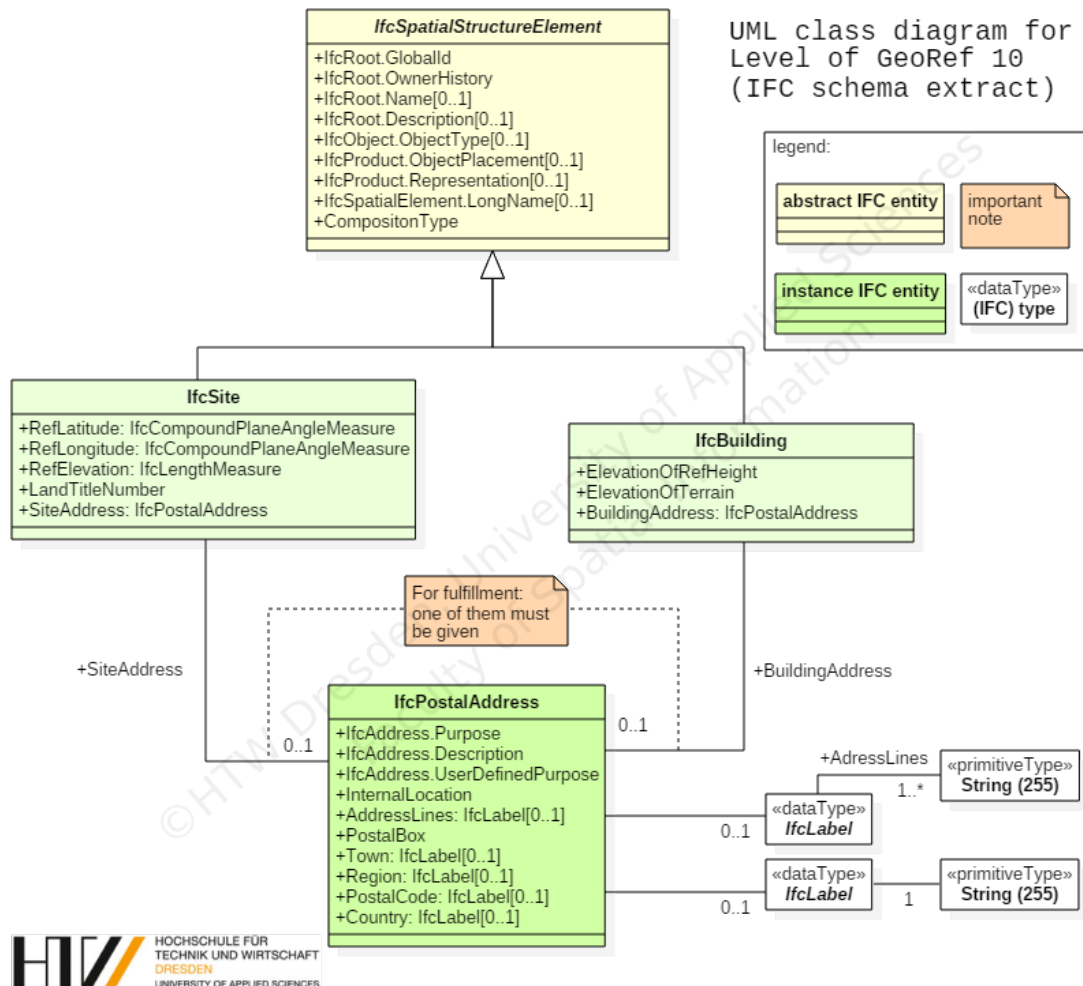 IfcSpatialStructureElement
+IfcRoot.GlobalId
+IfcRoot.OwnerHistory
+IfcRoot.Name[0..1]
+IfcRoot.Description[0..1]
+IfcObject.ObjectType[0..1]
+IfcProduct.ObjectPlacement[0..1]
+IfcProduct.Representation[0..1]
+IfcSpatialElement.LongName[0..1]
+CompositonType
UML class diagram for
Level of GeoRef 10
(IFC schema extract)
legend:
abstract IFC entity
important
note
instance IFC entity
«dataType»
(IFC) type
IfcSite
+RefLatitude: IfcCompoundPlaneAngleMeasure
+RefLongitude: IfcCompoundPlaneAngleMeasure
+RefElevation: IfcLengthMeasure
+LandTitleNumber
+SiteAddress: IfcPostalAddress
IfcBuilding
+ElevationOfRefHeight
+ElevationOfTerrain
+BuildingAddress: IfcPostalAddress
For fulfillment:
one of them must
be given
+SiteAddress
+BuildingAddress
0..1
0..1
IfcPostalAddress
+IfcAddress.Purpose
+IfcAddress.Description
+IfcAddress.UserDefinedPurpose
+InternalLocation
+AddressLines: IfcLabel[0..1]
+PostalBox
+Town: IfcLabel[0..1]
+Region: IfcLabel[0..1]
+PostalCode: IfcLabel[0..1]
+Country: IfcLabel[0..1]
0..1
«dataType»
IfcLabel
+AdressLines
1..*
«primitiveType»
String (255)
0..1
«dataType»
IfcLabel
1
«primitiveType»
String (255)
©HTW Dresden, University of Applied Sciences
Faculty of Spatial Information
HTW
HOCHSCHULE FÜR
TECHNIK UND WIRTSCHAFT
DRESDEN
UNIVERSITY OF APPLIED SCIENCES